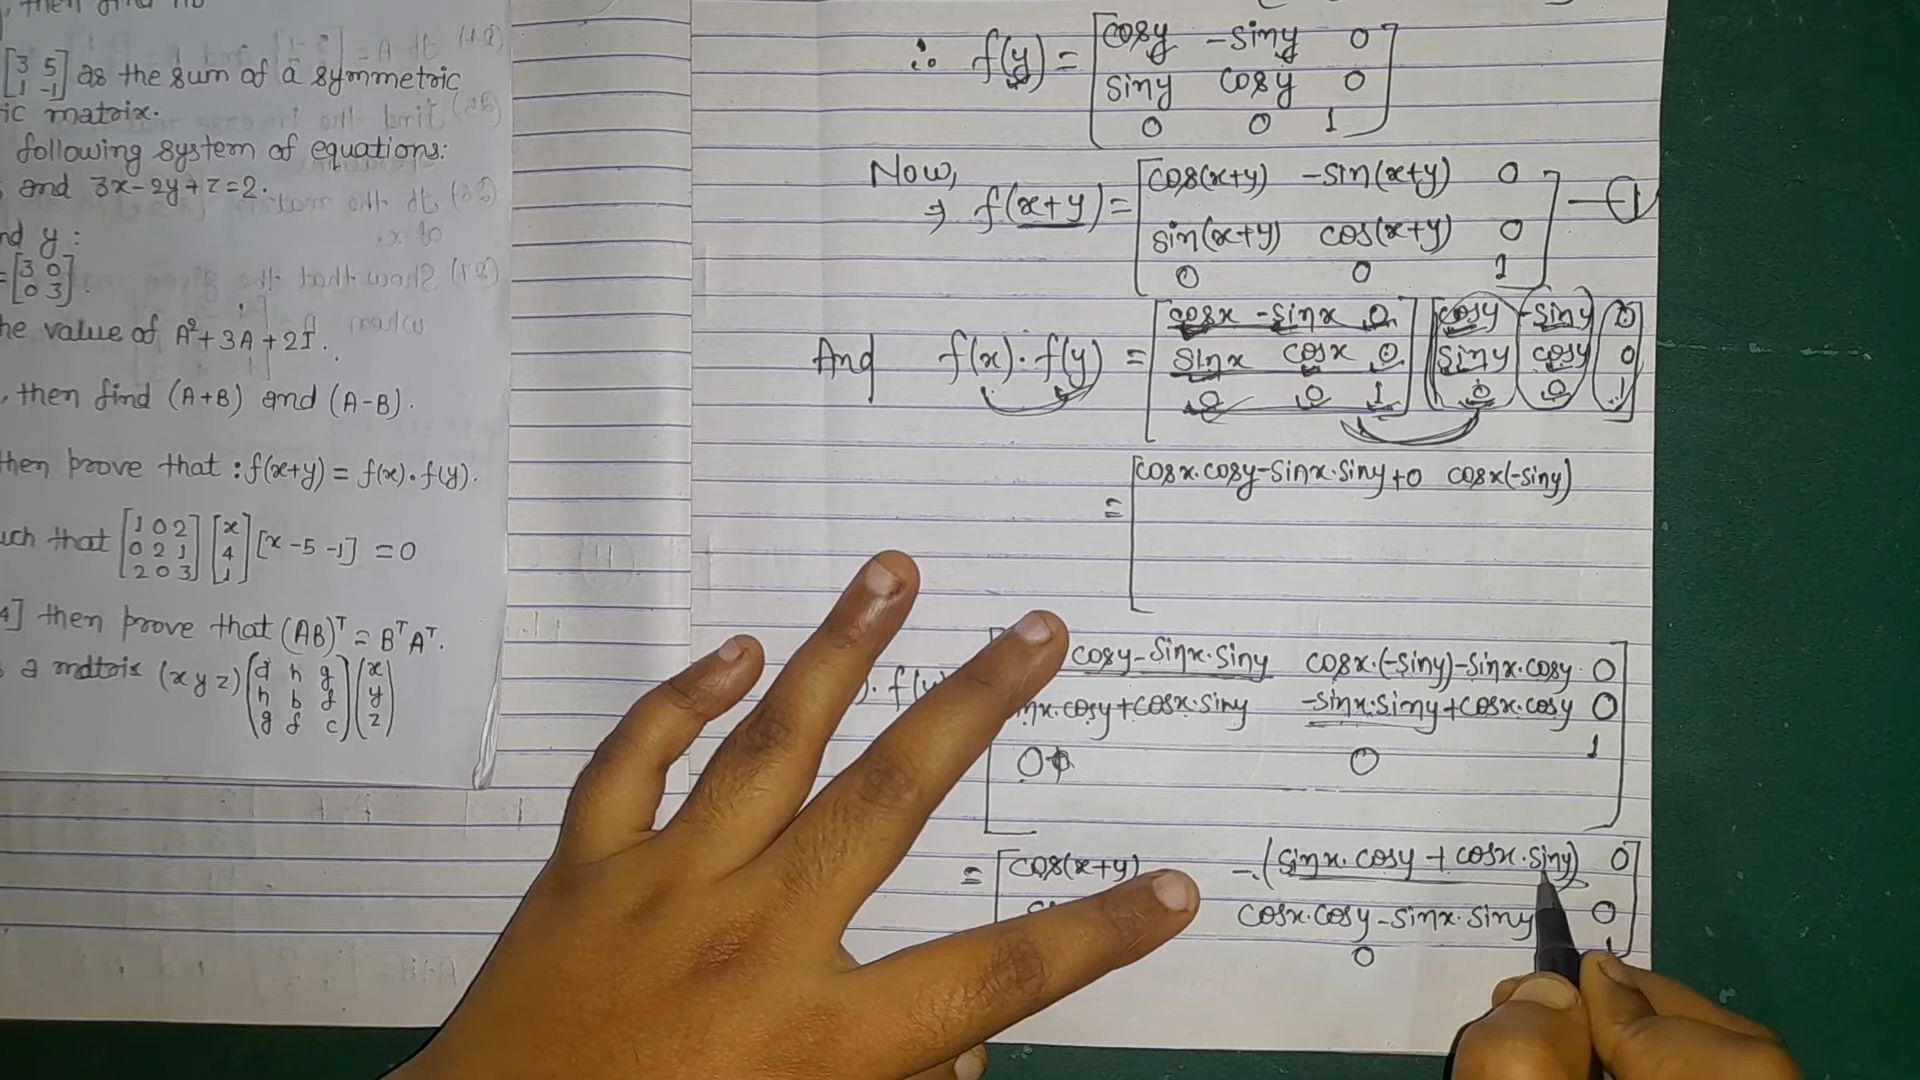 , then find
[3 5
1 -1] as the sum of a symmetric
ic matrix.
following system of equations:
and 3x-2y+z=2.
nd y :
=[3 0
0 3].
he value of A²+3A+2I.
, then find (A+B) and (A-B).
then prove that : f(x+y) = f(x).f(y).
uch that [1 0 2
0 2 1
2 0 3] [x
4
1] [x -5 -1] = 0
4] then prove that (AB)ᵀ = BᵀAᵀ.
a matrix (x y z) (a h g
h b f
g f c) (x
y
z)
∴ f(y) = [cosy -siny 0
siny cosy 0
0 0 1]
Now,
⇒ f(x+y) = [cos(x+y) -sin(x+y) 0
sin(x+y) cos(x+y) 0
0 0 1] —①
And f(x).f(y) = [cosx -sinx 0
sinx cosx 0
0 0 1] [cosy -siny 0
siny cosy 0
0 0 1]
= [cosx.cosy-sinx.siny+0 cosx(-siny)
). f(y) cosy-sinx.siny cosx.(-siny)-sinx.cosy 0
inx.cosy+cosx.siny -sinx.siny+cosx.cosy 0
0 0 1
= [cos(x+y) -.(sinx.cosy + cosx.siny) 0
cosx.cosy-sinx.siny 0
0 1]